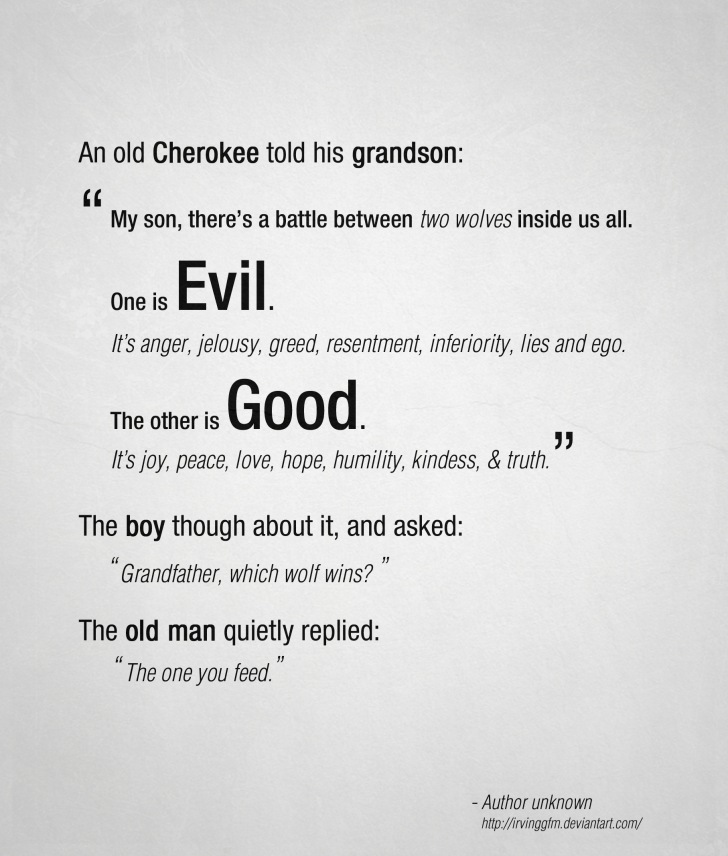 An old Cherokee told his grandson:
“ My son, there’s a battle between two wolves inside us all.
One is Evil.
It’s anger, jelousy, greed, resentment, inferiority, lies and ego.
The other is Good.
It’s joy, peace, love, hope, humility, kindess, & truth.”
The boy though about it, and asked:
“ Grandfather, which wolf wins? ”
The old man quietly replied:
“ The one you feed.”
- Author unknown
http://irvinggfm.deviantart.com/